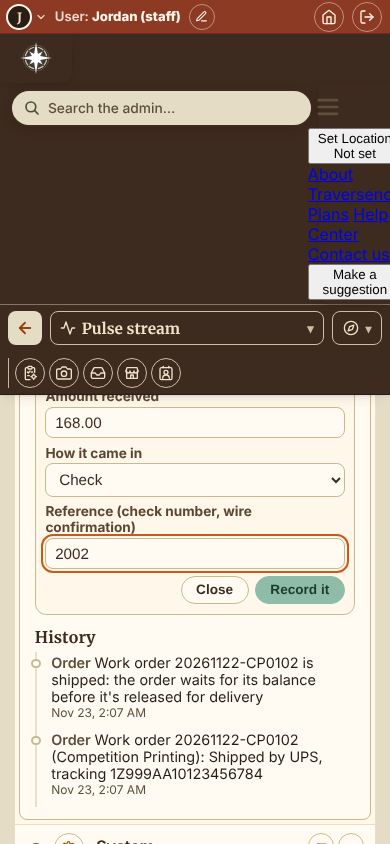 J User: Jordan (staff)
Search the admin...
Set Location
Not set
About
Plans Help
Center
Contact us
Make a
suggestion
Pulse stream
Amount received
168.00
How it came in
Check
Reference (check number, wire
confirmation)
2002
Close Record it
History
Order Work order 20261122-CP0102 is
shipped: the order waits for its balance
before it's released for delivery
Nov 23, 2:07 AM
Order Work order 20261122-CP0102
(Competition Printing): Shipped by UPS,
tracking 1Z999AA10123456784
Nov 23, 2:07 AM